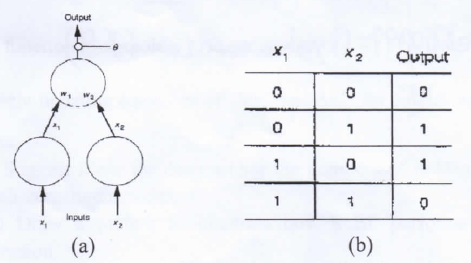 Output
θ
w₁ w₂
x₁ x₂
Inputs
x₁ x₂
(a)
x₁ x₂ Output
0 0 0
0 1 1
1 0 1
1 1 0
(b)